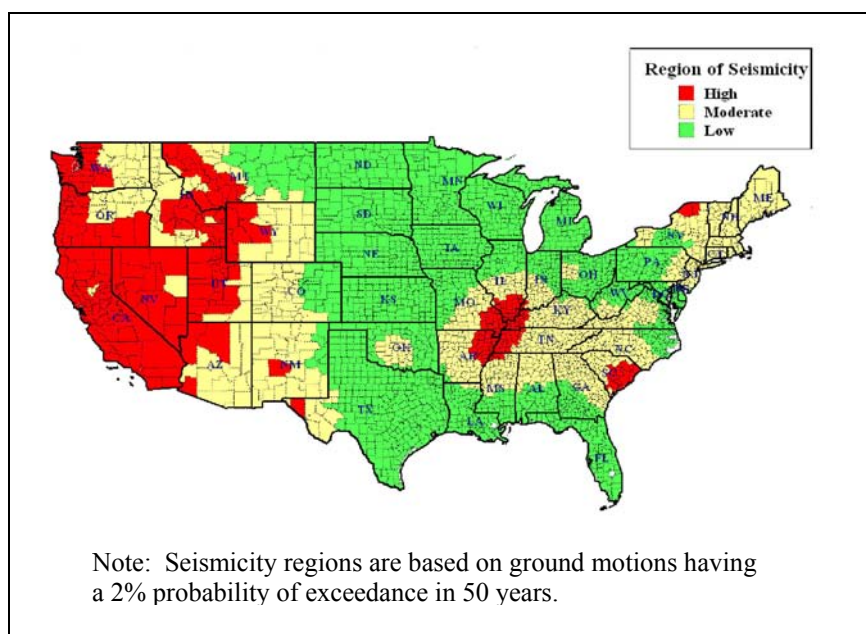 Region of Seismicity
High
Moderate
Low
WA
MT
ND
MN
OR
ID
WY
SD
WI
MI
ME
NH
NY
CT
NE
IA
PA
NJ
NV
UT
CO
KS
MO
IL
IN
OH
WV
KY
CA
AZ
NM
OK
AR
TN
NC
TX
MS
AL
GA
LA
FL
Note: Seismicity regions are based on ground motions having
a 2% probability of exceedance in 50 years.